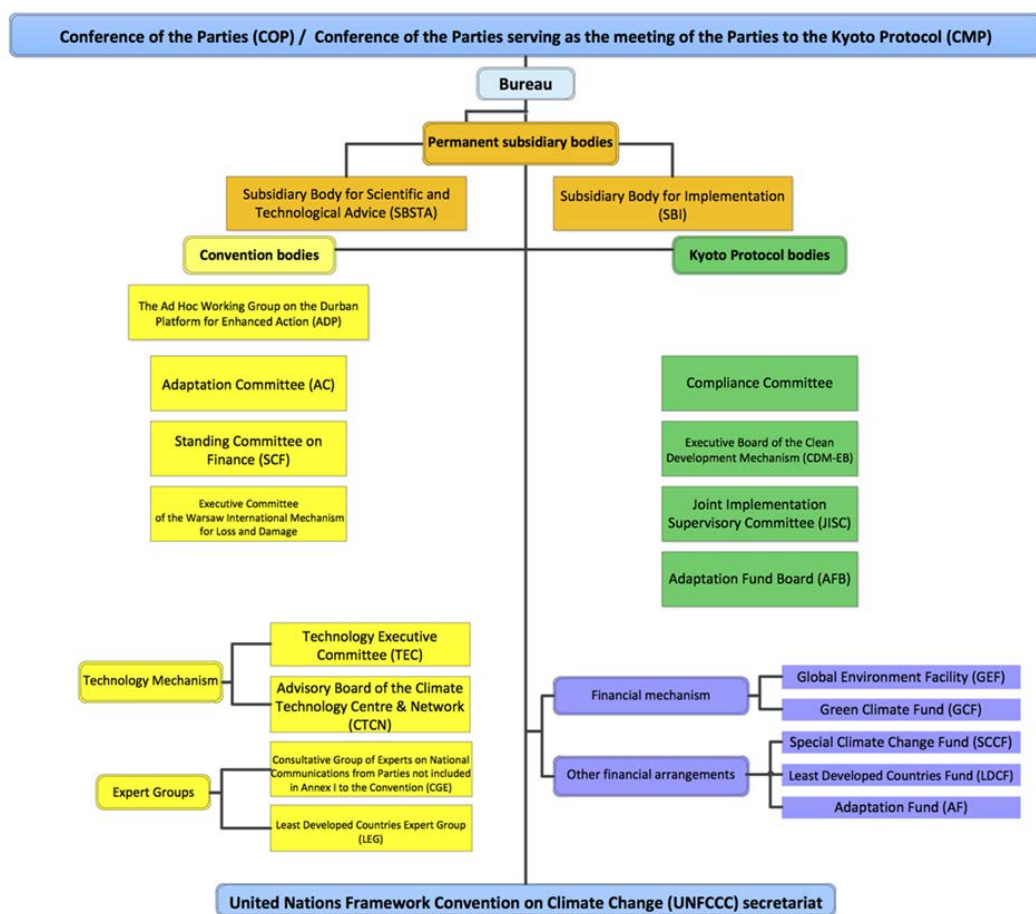 Conference of the Parties (COP) / Conference of the Parties serving as the meeting of the Parties to the Kyoto Protocol (CMP)
Bureau
Permanent subsidiary bodies
Subsidiary Body for Scientific and
Technological Advice (SBSTA)
Subsidiary Body for Implementation
(SBI)
Convention bodies
Kyoto Protocol bodies
The Ad Hoc Working Group on the Durban
Platform for Enhanced Action (ADP)
Adaptation Committee (AC)
Standing Committee on
Finance (SCF)
Executive Committee
of the Warsaw International Mechanism
for Loss and Damage
Compliance Committee
Executive Board of the Clean
Development Mechanism (CDM-EB)
Joint Implementation
Supervisory Committee (JISC)
Adaptation Fund Board (AFB)
Technology Mechanism
Technology Executive
Committee (TEC)
Advisory Board of the Climate
Technology Centre & Network
(CTCN)
Expert Groups
Consultative Group of Experts on National
Communications from Parties not included
in Annex I to the Convention (CGE)
Least Developed Countries Expert Group
(LEG)
Financial mechanism
Global Environment Facility (GEF)
Green Climate Fund (GCF)
Other financial arrangements
Special Climate Change Fund (SCCF)
Least Developed Countries Fund (LDCF)
Adaptation Fund (AF)
United Nations Framework Convention on Climate Change (UNFCCC) secretariat